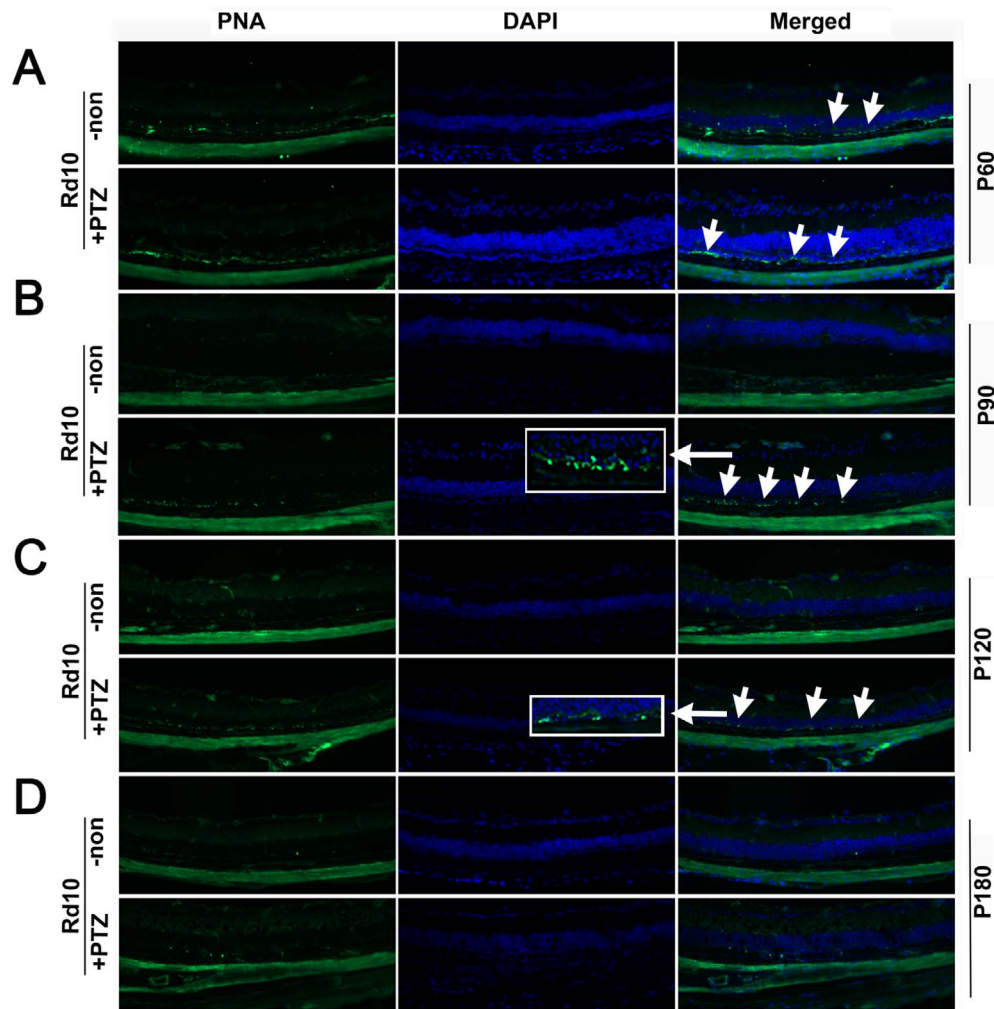 PNA DAPI Merged
A
Rd10
-non
+PTZ
P60
B
Rd10
-non
+PTZ
P90
C
Rd10
-non
+PTZ
P120
D
Rd10
-non
+PTZ
P180